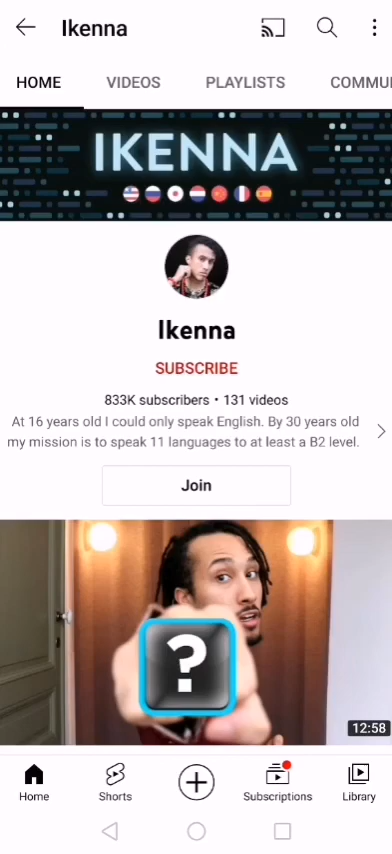 Ikenna
HOME VIDEOS PLAYLISTS COMMU
IKENNA
Ikenna
SUBSCRIBE
833K subscribers • 131 videos
At 16 years old I could only speak English. By 30 years old
my mission is to speak 11 languages to at least a B2 level.
Join
?
12:58
Home Shorts Subscriptions Library